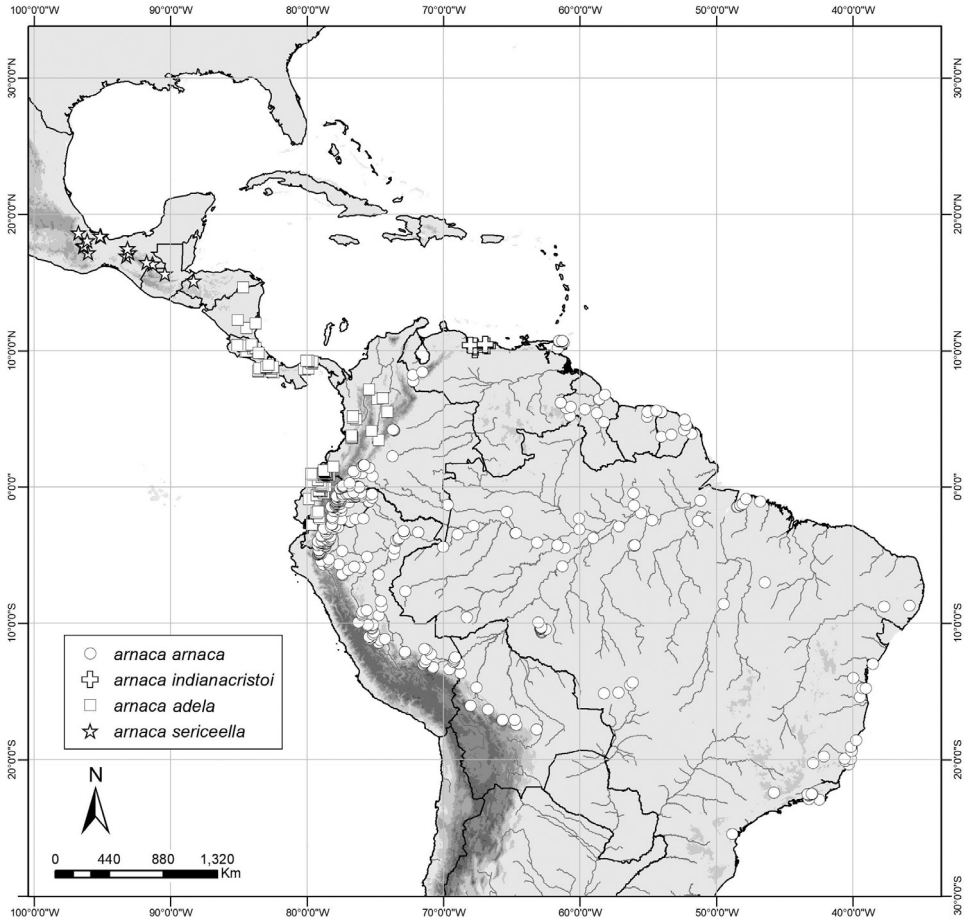 100°0'0"W 90°0'0"W 80°0'0"W 70°0'0"W 60°0'0"W 50°0'0"W 40°0'0"W
30°0'0"N 30°0'0"N
20°0'0"N 20°0'0"N
10°0'0"N 10°0'0"N
0°0'0" 0°0'0"
10°0'0"S 10°0'0"S
20°0'0"S 20°0'0"S
30°0'0"S
arnaca arnaca
arnaca indianacristoi
arnaca adela
arnaca sericeella
N
0 440 880 1,320
Km
100°0'0"W 90°0'0"W 80°0'0"W 70°0'0"W 60°0'0"W 50°0'0"W 40°0'0"W